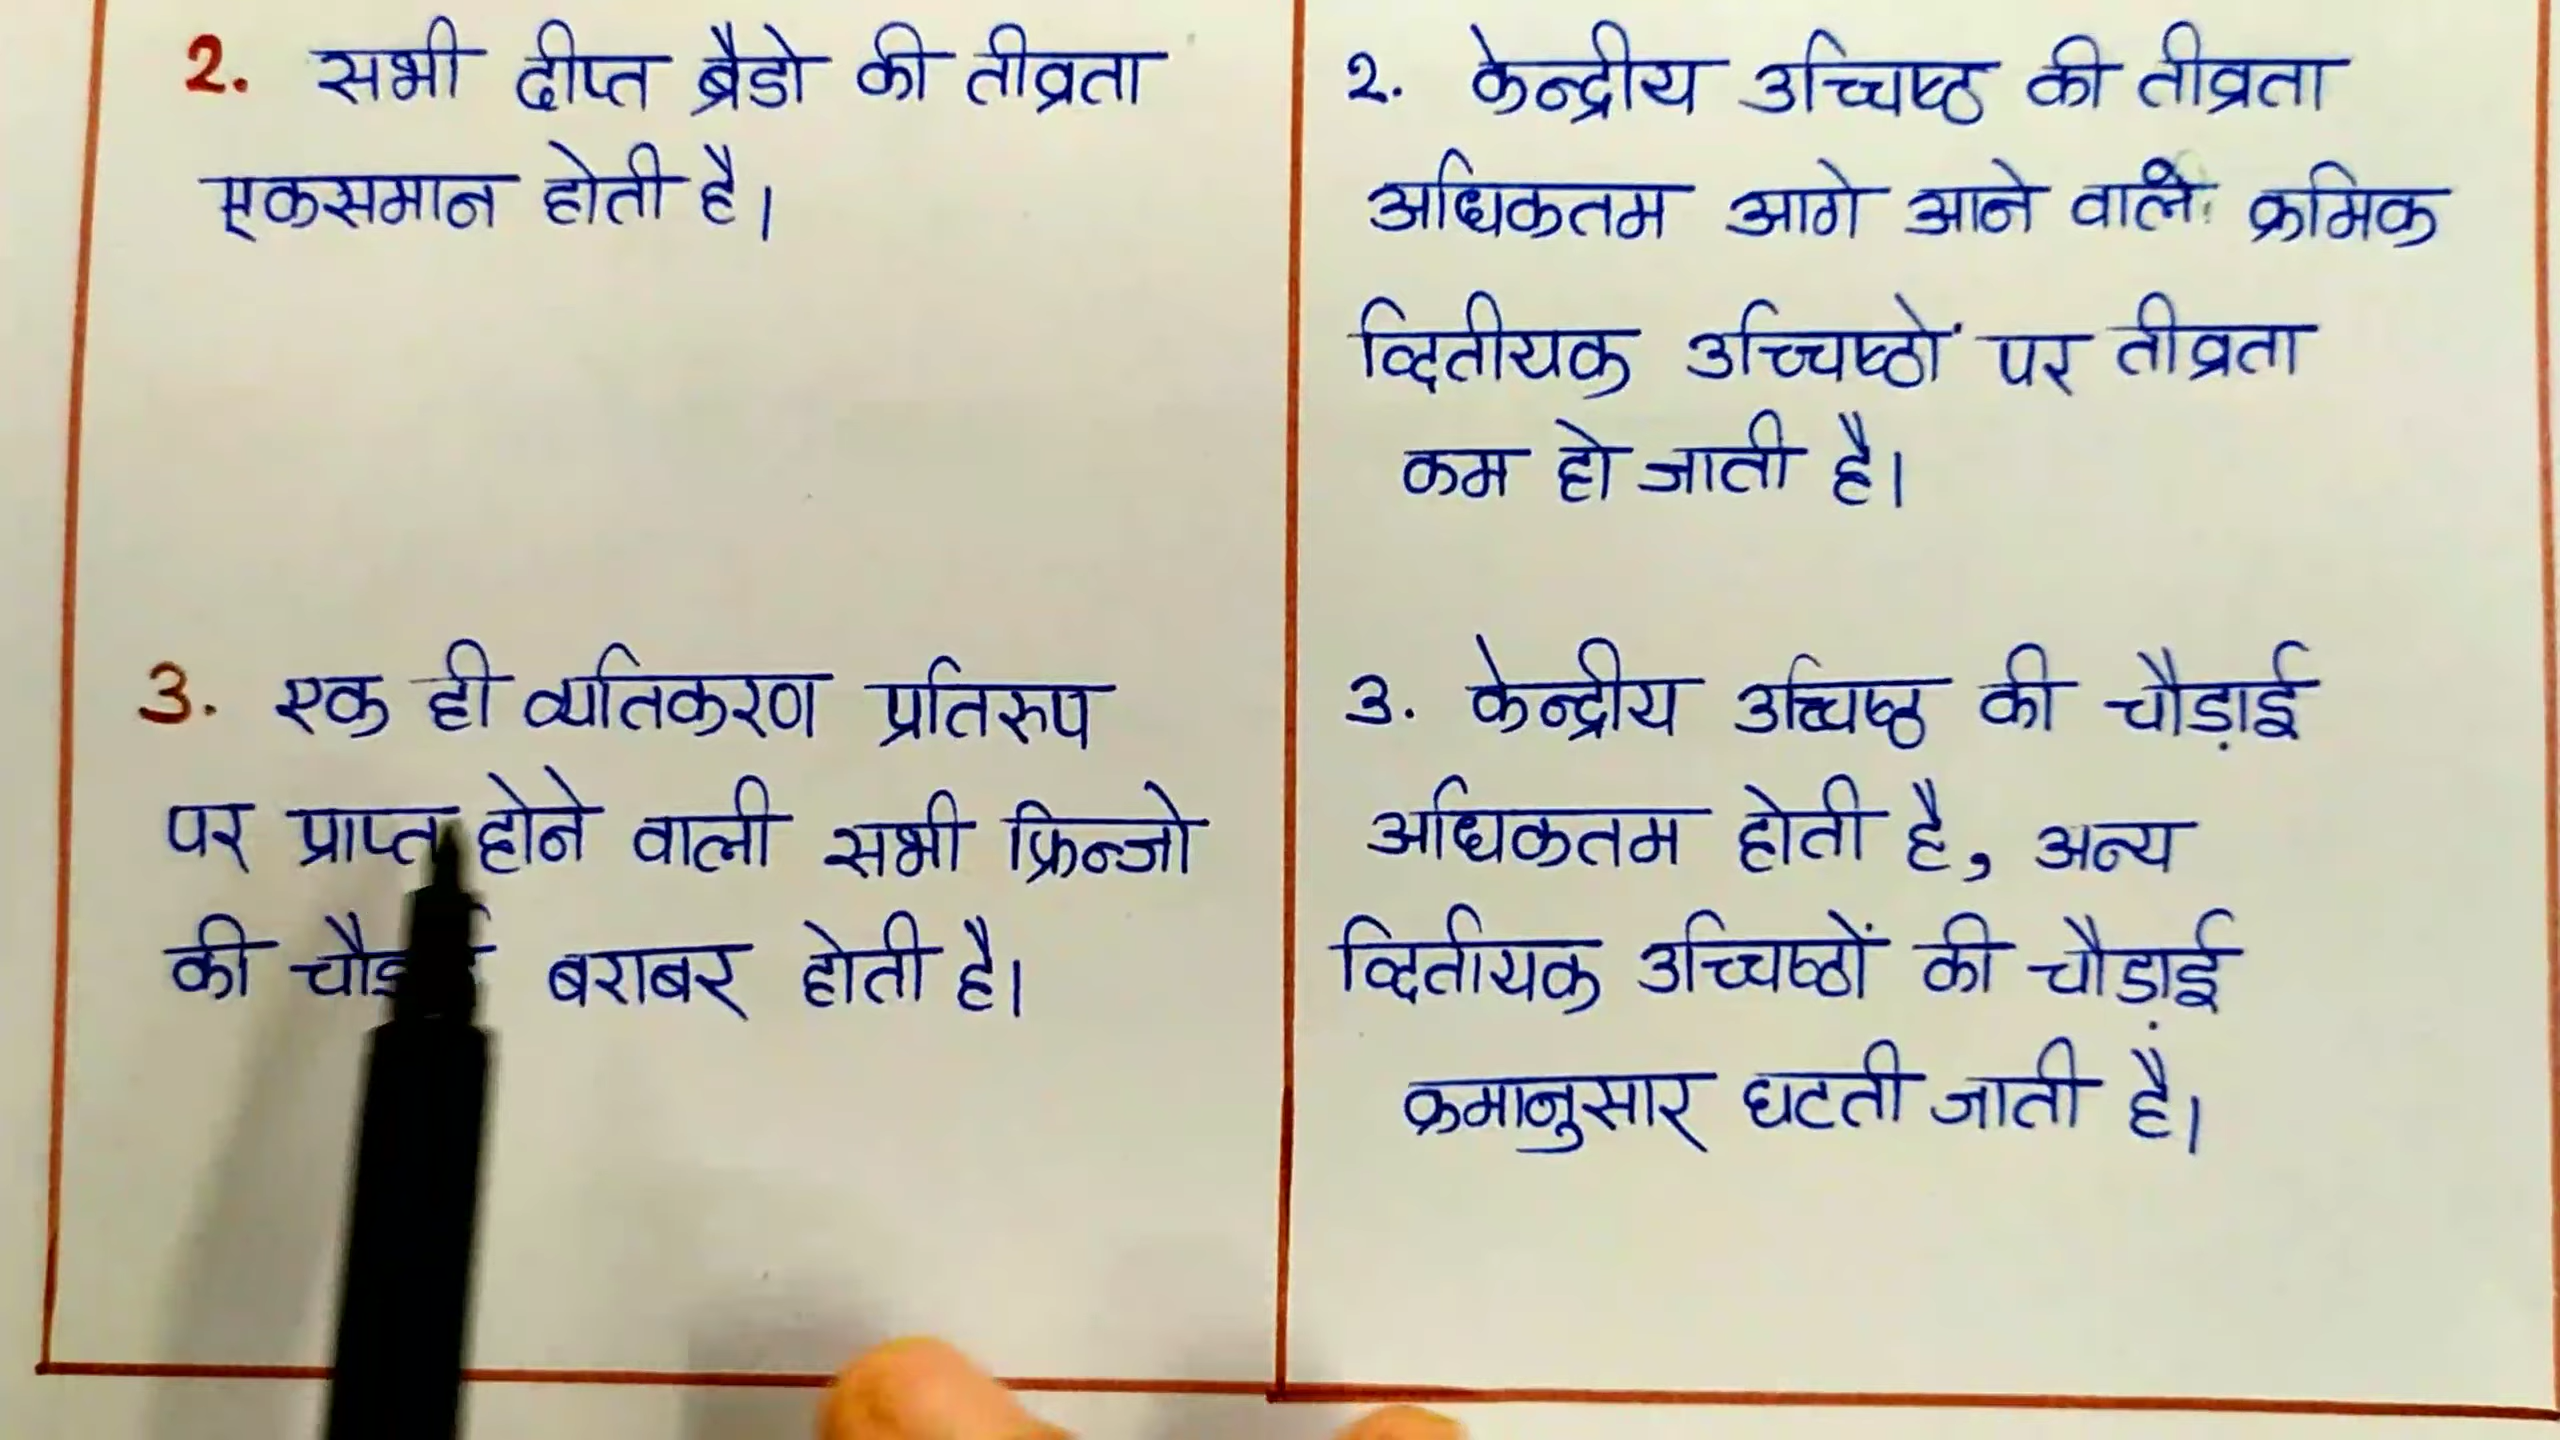 2. सभी दीप्त ब्रैडो की तीव्रता
एकसमान होती है।
3. एक ही व्यतिकरण प्रतिरुप
पर प्राप्त होने वाली सभी फ्रिन्जो
की बराबर होती है।
2. केन्द्रीय उच्चिष्ठ की तीव्रता
अधिकतम आगे आने वाले क्रमिक
द्वितीयक उच्चिष्ठों पर तीव्रता
कम हो जाती है।
3. केन्द्रीय उच्चिष्ठ की चौड़ाई
अधिकतम होती है, अन्य
द्वितीयक उच्चिष्ठों की चौड़ाई
क्रमानुसार घटती जाती है।